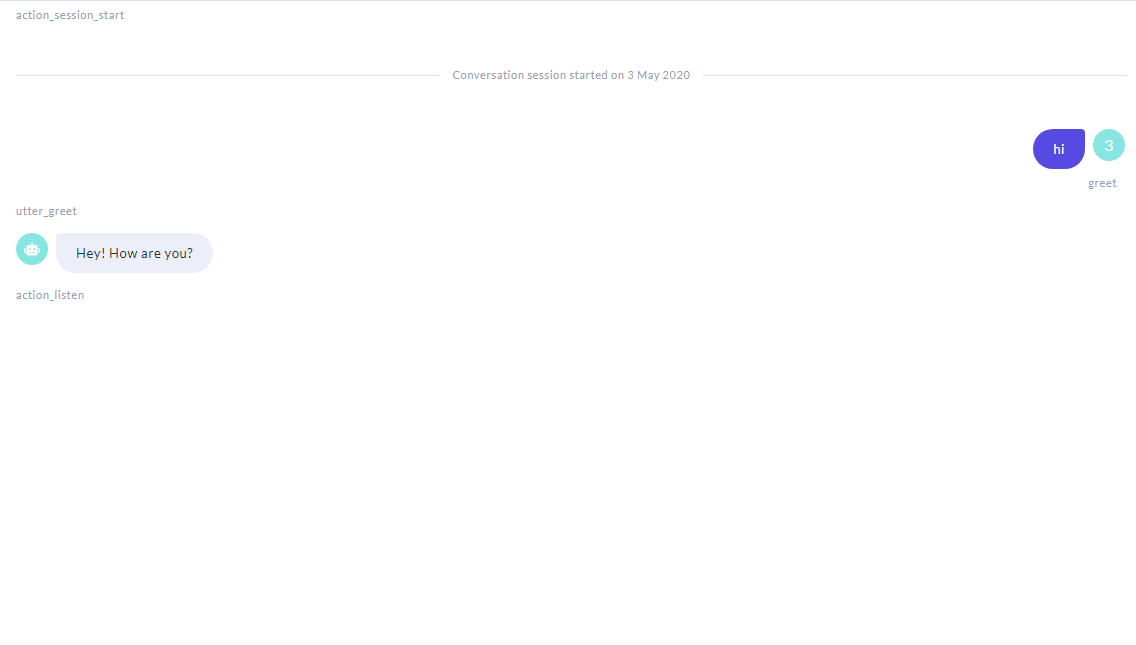 action_session_start
Conversation session started on 3 May 2020
hi
3
greet
utter_greet
Hey! How are you?
action_listen